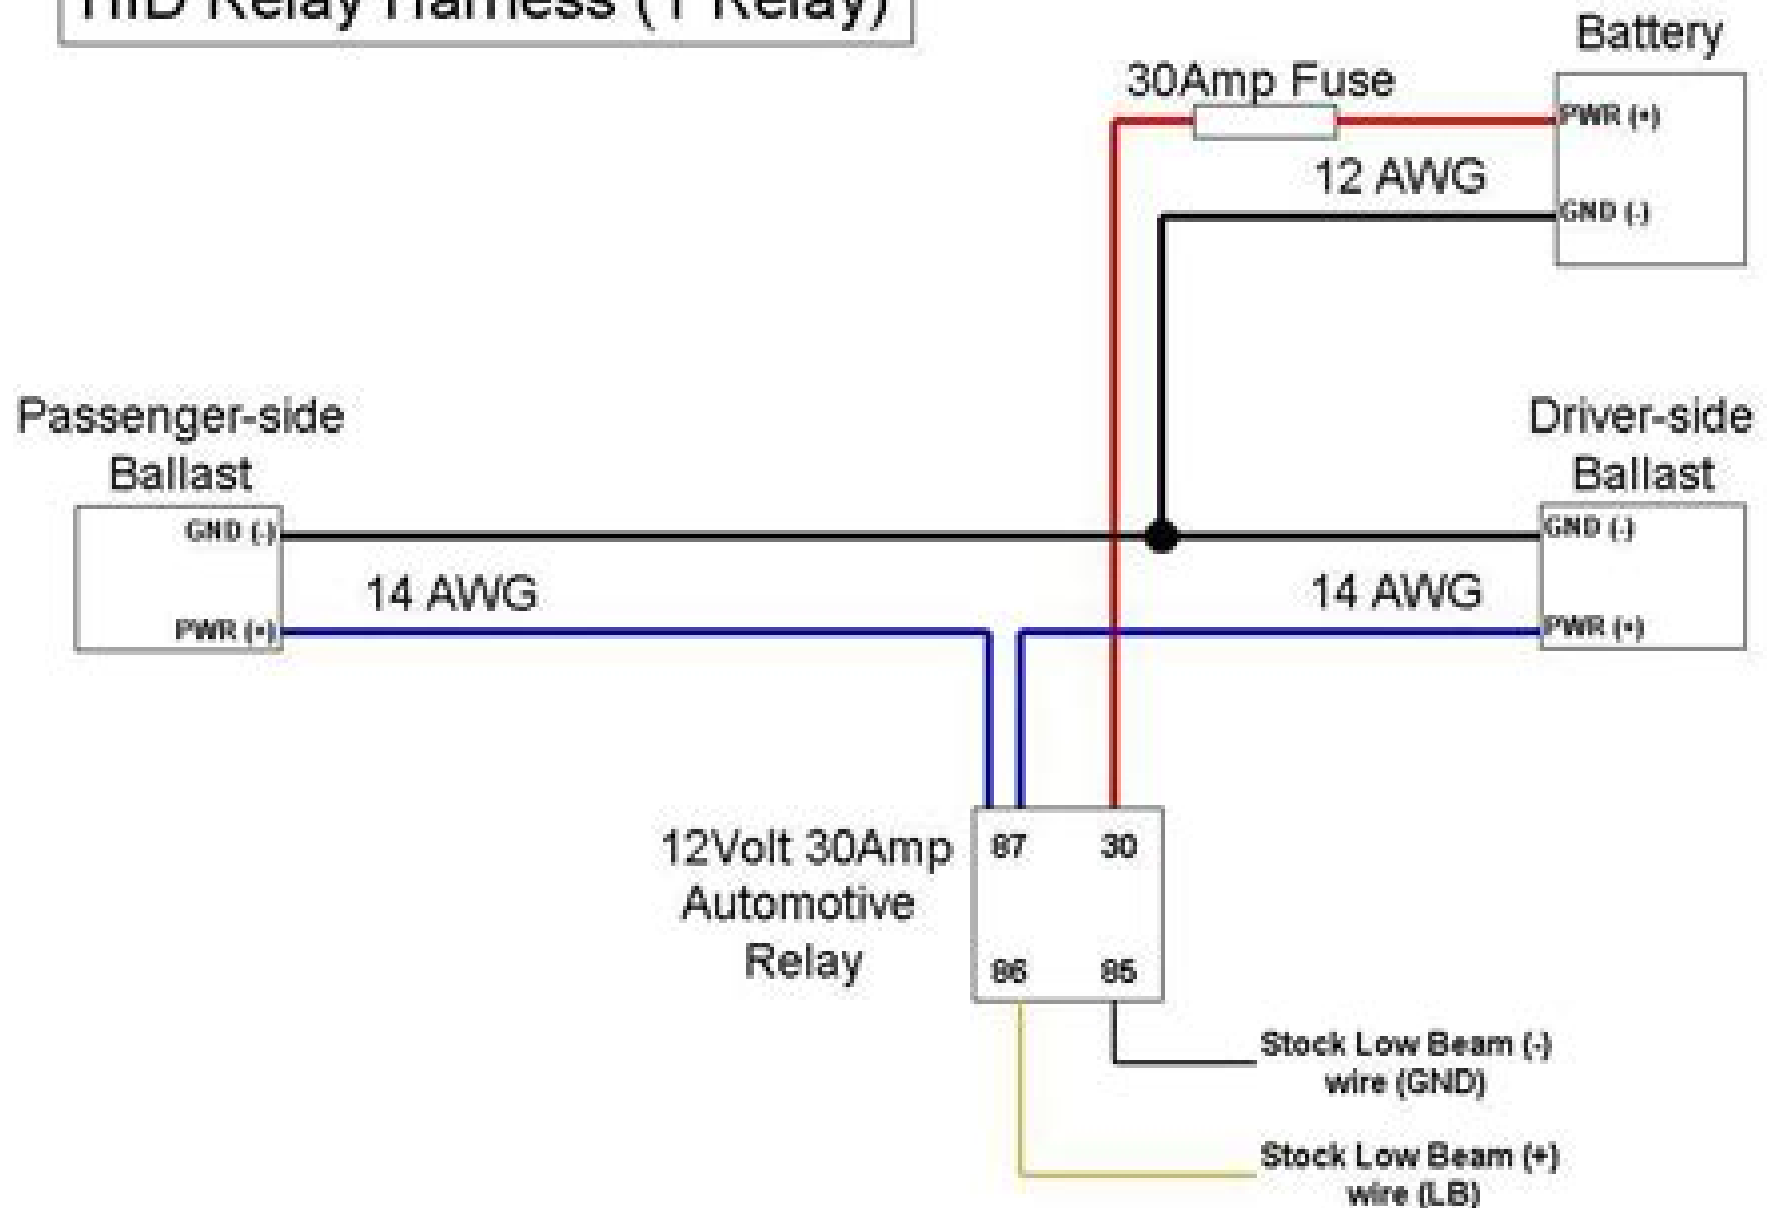 HID Relay Harness (1 Relay)
Battery
30Amp Fuse
PWR (+)
12 AWG
GND (-)
Passenger-side
Ballast
Driver-side
Ballast
GND (-)
GND (-)
14 AWG
14 AWG
PWR (+)
PWR (+)
12Volt 30Amp
Automotive
Relay
87
30
86
85
Stock Low Beam (-)
wire (GND)
Stock Low Beam (+)
wire (LB)